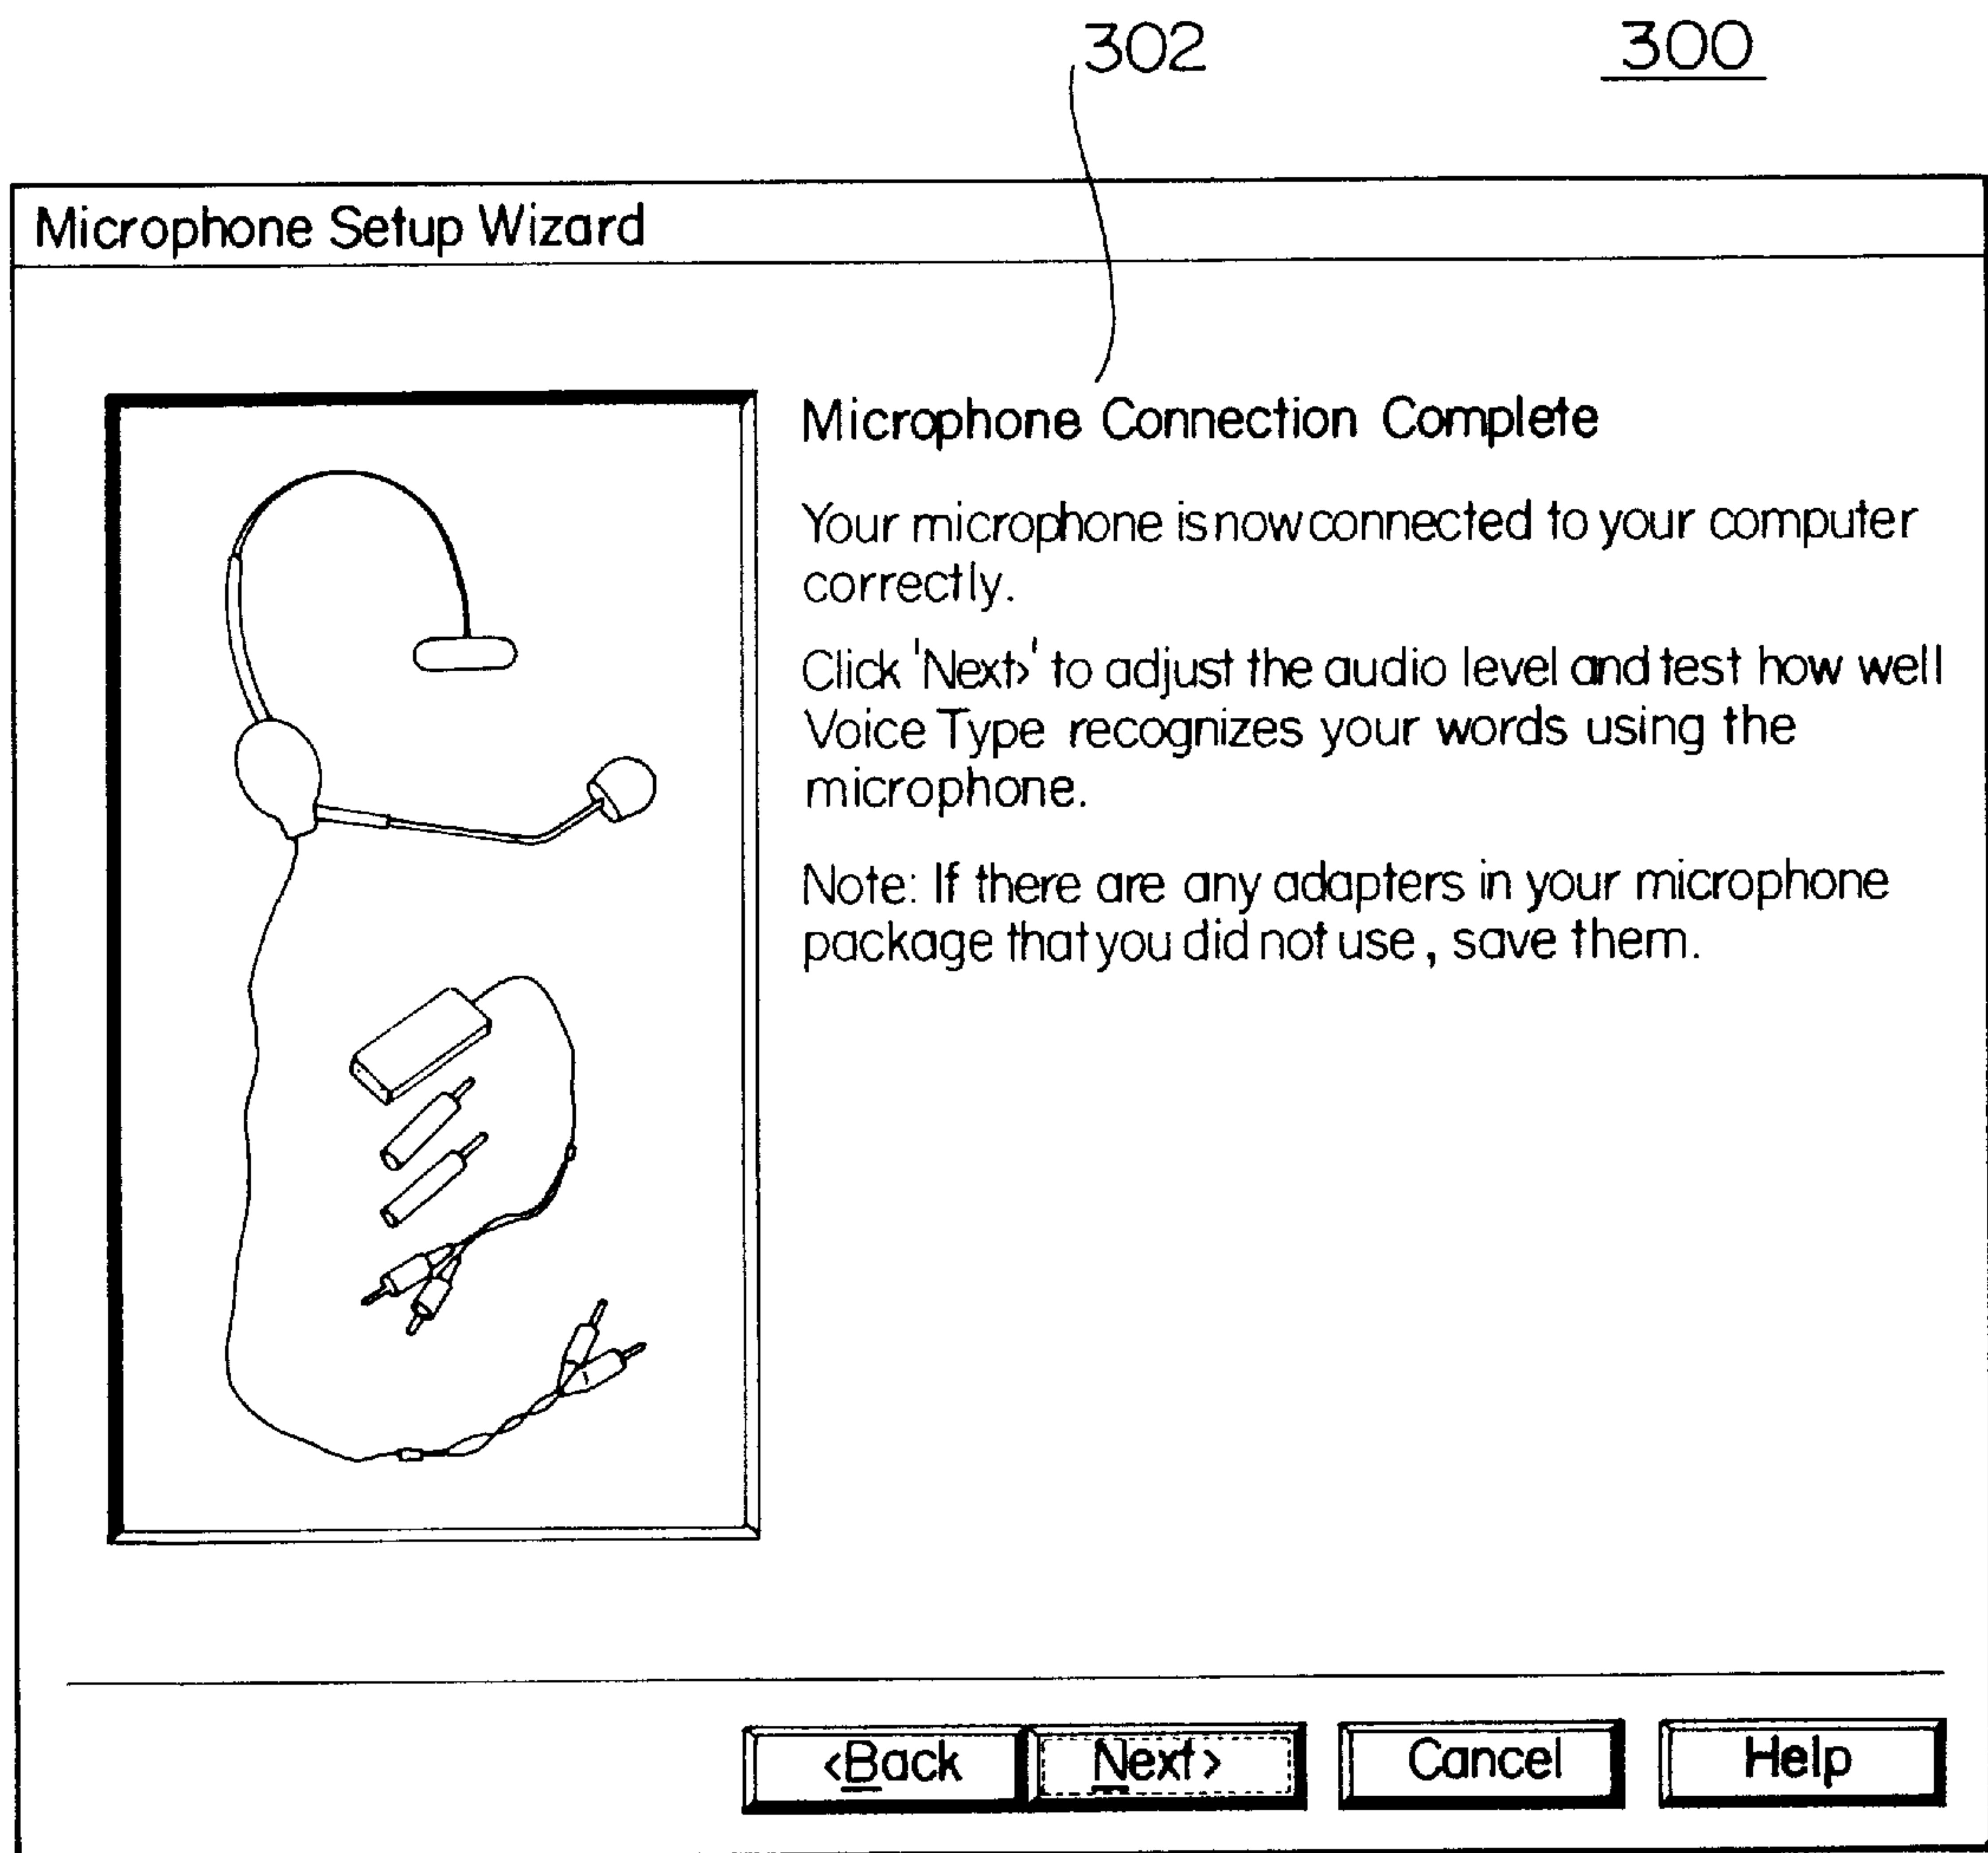 302 300
Microphone Setup Wizard
Microphone Connection Complete
Your microphone is now connected to your computer
correctly.
Click 'Next>' to adjust the audio level and test how well
Voice Type recognizes your words using the
microphone.
Note: If there are any adapters in your microphone
package that you did not use, save them.
<Back Next> Cancel Help